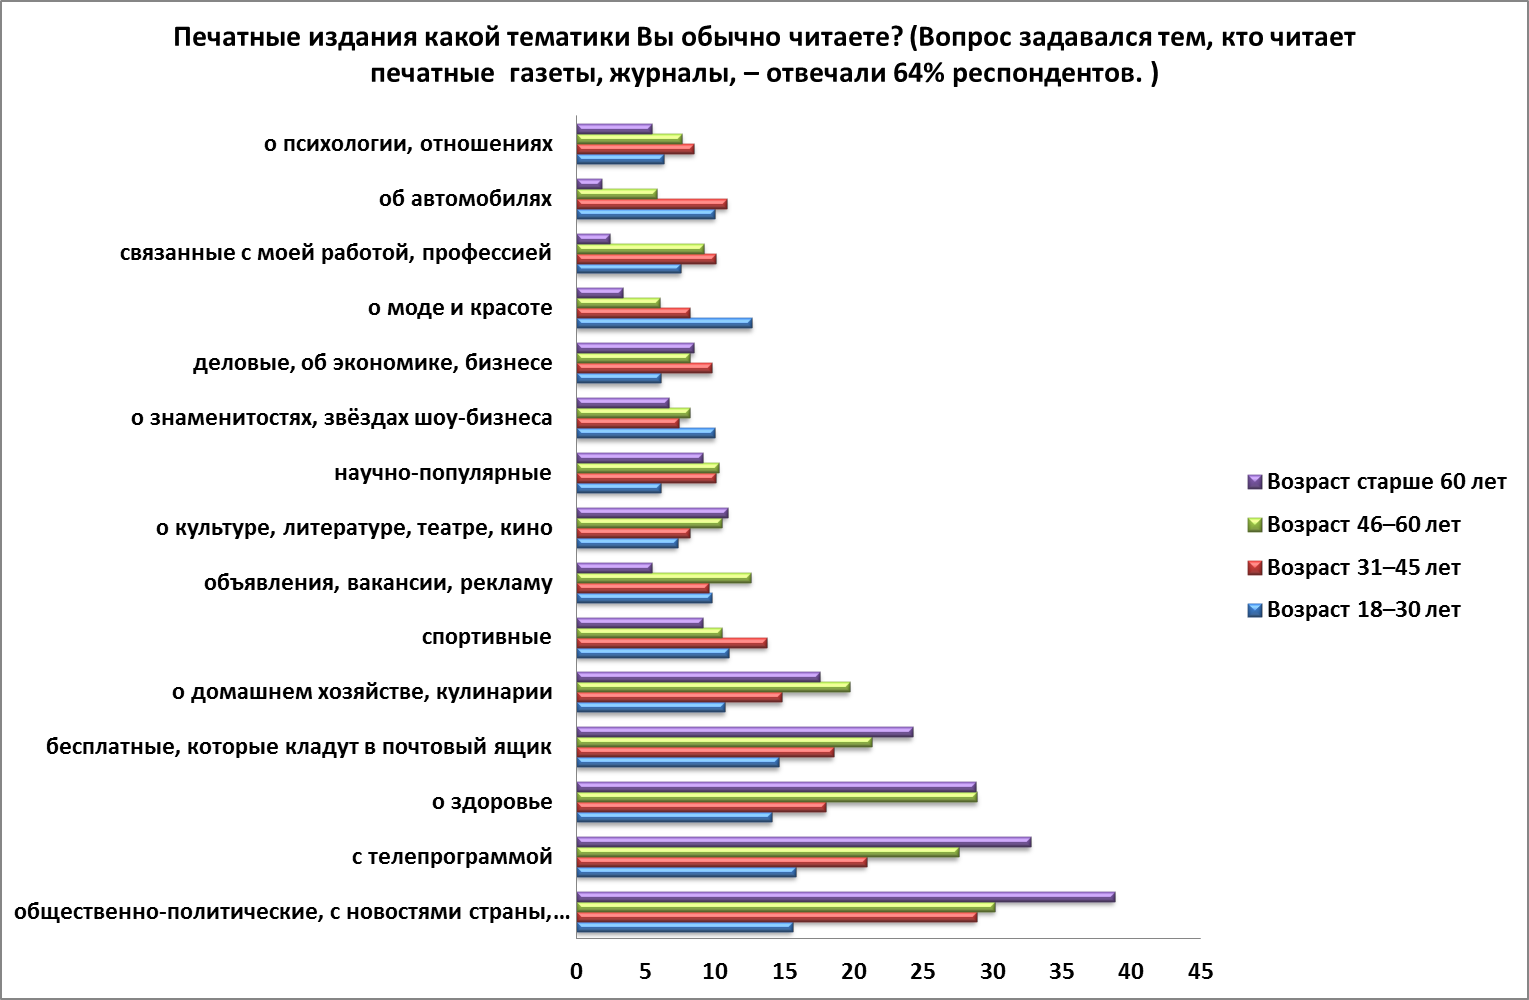 Печатные издания какой тематики Вы обычно читаете? (Вопрос задавался тем, кто читает
печатные  газеты, журналы, – отвечали 64% респондентов. )
о психологии, отношениях
об автомобилях
связанные с моей работой, профессией
о моде и красоте
деловые, об экономике, бизнесе
о знаменитостях, звёздах шоу-бизнеса
научно-популярные
о культуре, литературе, театре, кино
объявления, вакансии, рекламу
спортивные
о домашнем хозяйстве, кулинарии
бесплатные, которые кладут в почтовый ящик
о здоровье
с телепрограммой
общественно-политические, с новостями страны,...
0 5 10 15 20 25 30 35 40 45
Возраст старше 60 лет
Возраст 46–60 лет
Возраст 31–45 лет
Возраст 18–30 лет